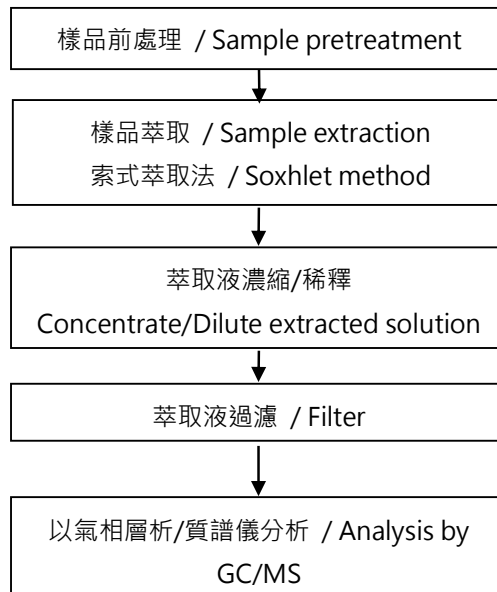 樣品前處理 / Sample pretreatment
樣品萃取 / Sample extraction
索式萃取法 / Soxhlet method
萃取液濃縮/稀釋
Concentrate/Dilute extracted solution
萃取液過濾 / Filter
以氣相層析/質譜儀分析 / Analysis by
GC/MS